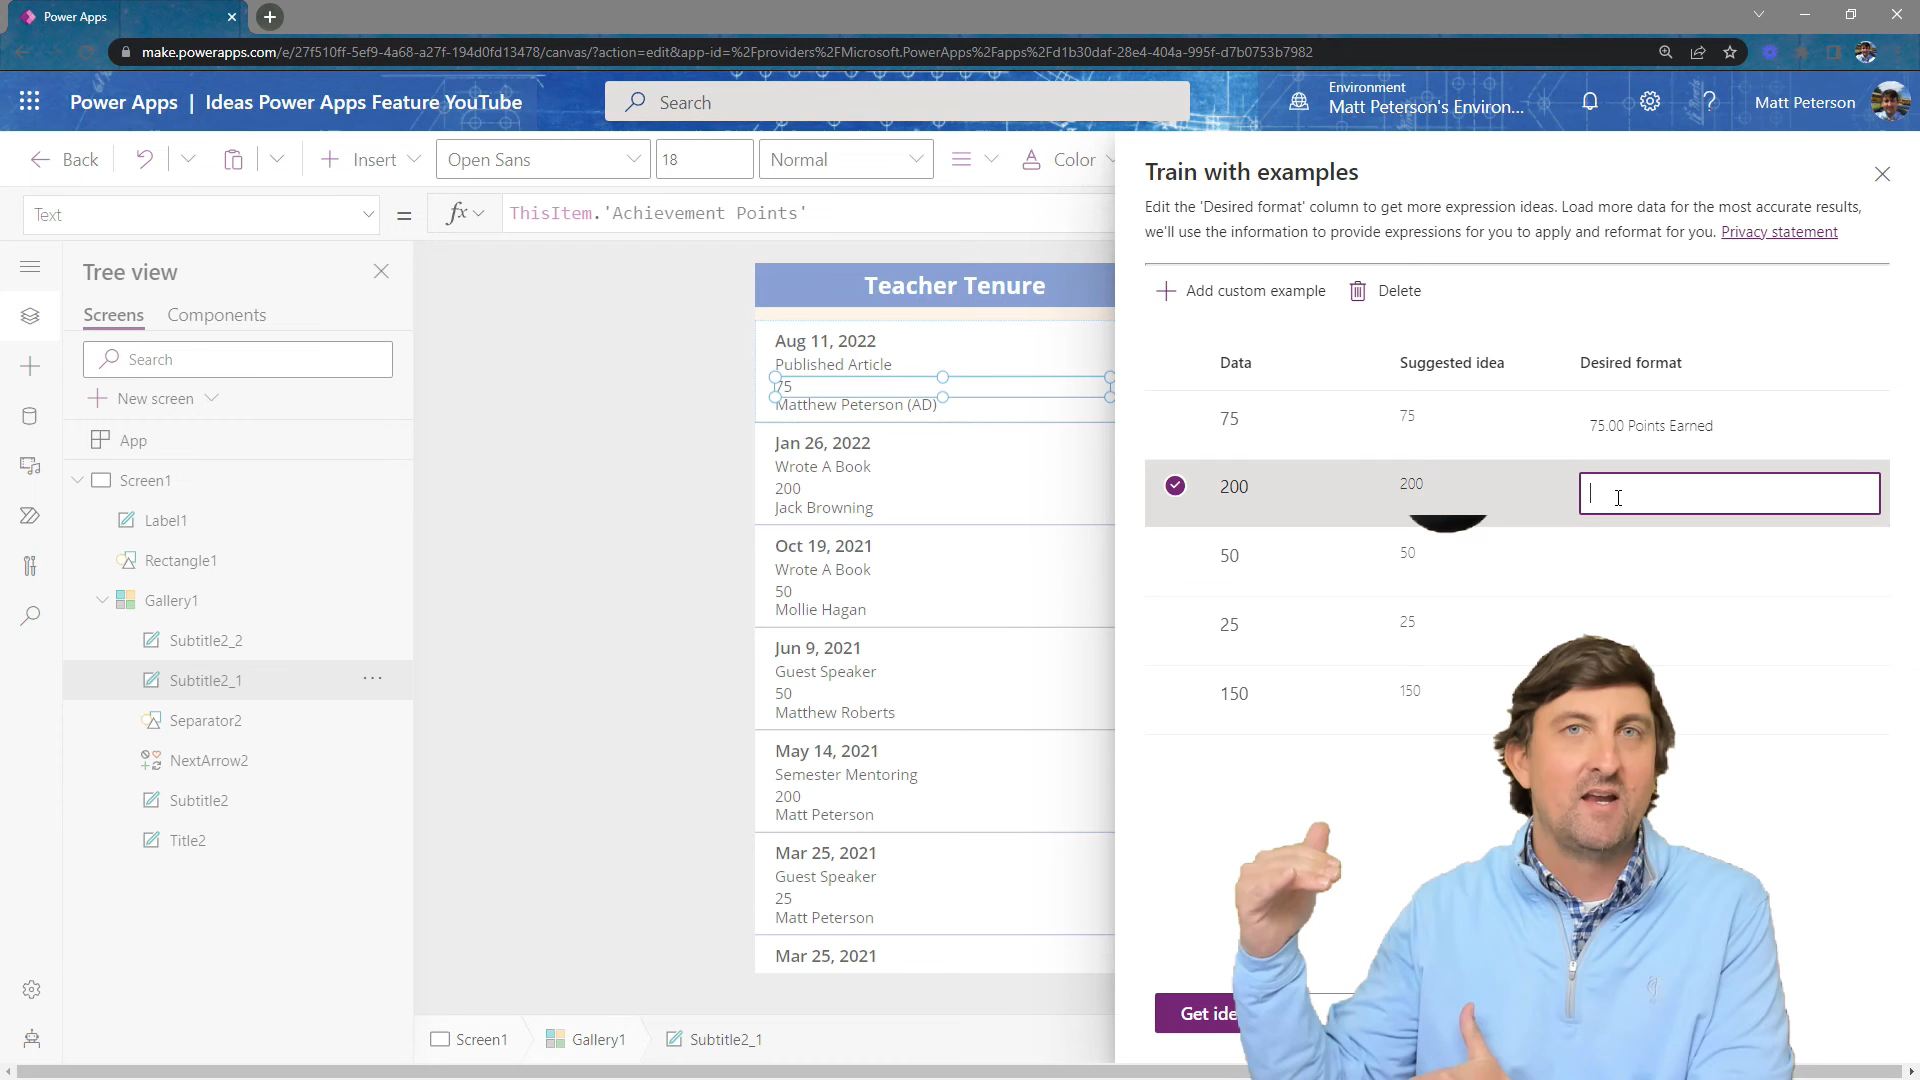 Power Apps
make.powerapps.com/e/27f510ff-5ef9-4a68-a27f-194d0fd13478/canvas/?action=edit&app-id=%2Fproviders%2FMicrosoft.PowerApps%2Fapps%2Fd1b30daf-28e4-404a-995f-d7b0753b7982
Power Apps | Ideas Power Apps Feature YouTube
Search
Environment
Matt Peterson's Environ...
Matt Peterson
Back
Insert
Open Sans
18
Normal
Color
Text
=
fx
ThisItem.'Achievement Points'
Tree view
Screens
Components
Search
New screen
App
Screen1
Label1
Rectangle1
Gallery1
Subtitle2_2
Subtitle2_1
Separator2
NextArrow2
Subtitle2
Title2
Teacher Tenure
Aug 11, 2022
Published Article
75
Matthew Peterson (AD)
Jan 26, 2022
Wrote A Book
200
Jack Browning
Oct 19, 2021
Wrote A Book
50
Mollie Hagan
Jun 9, 2021
Guest Speaker
50
Matthew Roberts
May 14, 2021
Semester Mentoring
200
Matt Peterson
Mar 25, 2021
Guest Speaker
25
Matt Peterson
Mar 25, 2021
Screen1
Gallery1
Subtitle2_1
Train with examples
Edit the 'Desired format' column to get more expression ideas. Load more data for the most accurate results,
we'll use the information to provide expressions for you to apply and reformat for you. Privacy statement
Add custom example
Delete
Data Suggested idea Desired format
75 75 75.00 Points Earned
200 200
50 50
25 25
150 150
Get ide